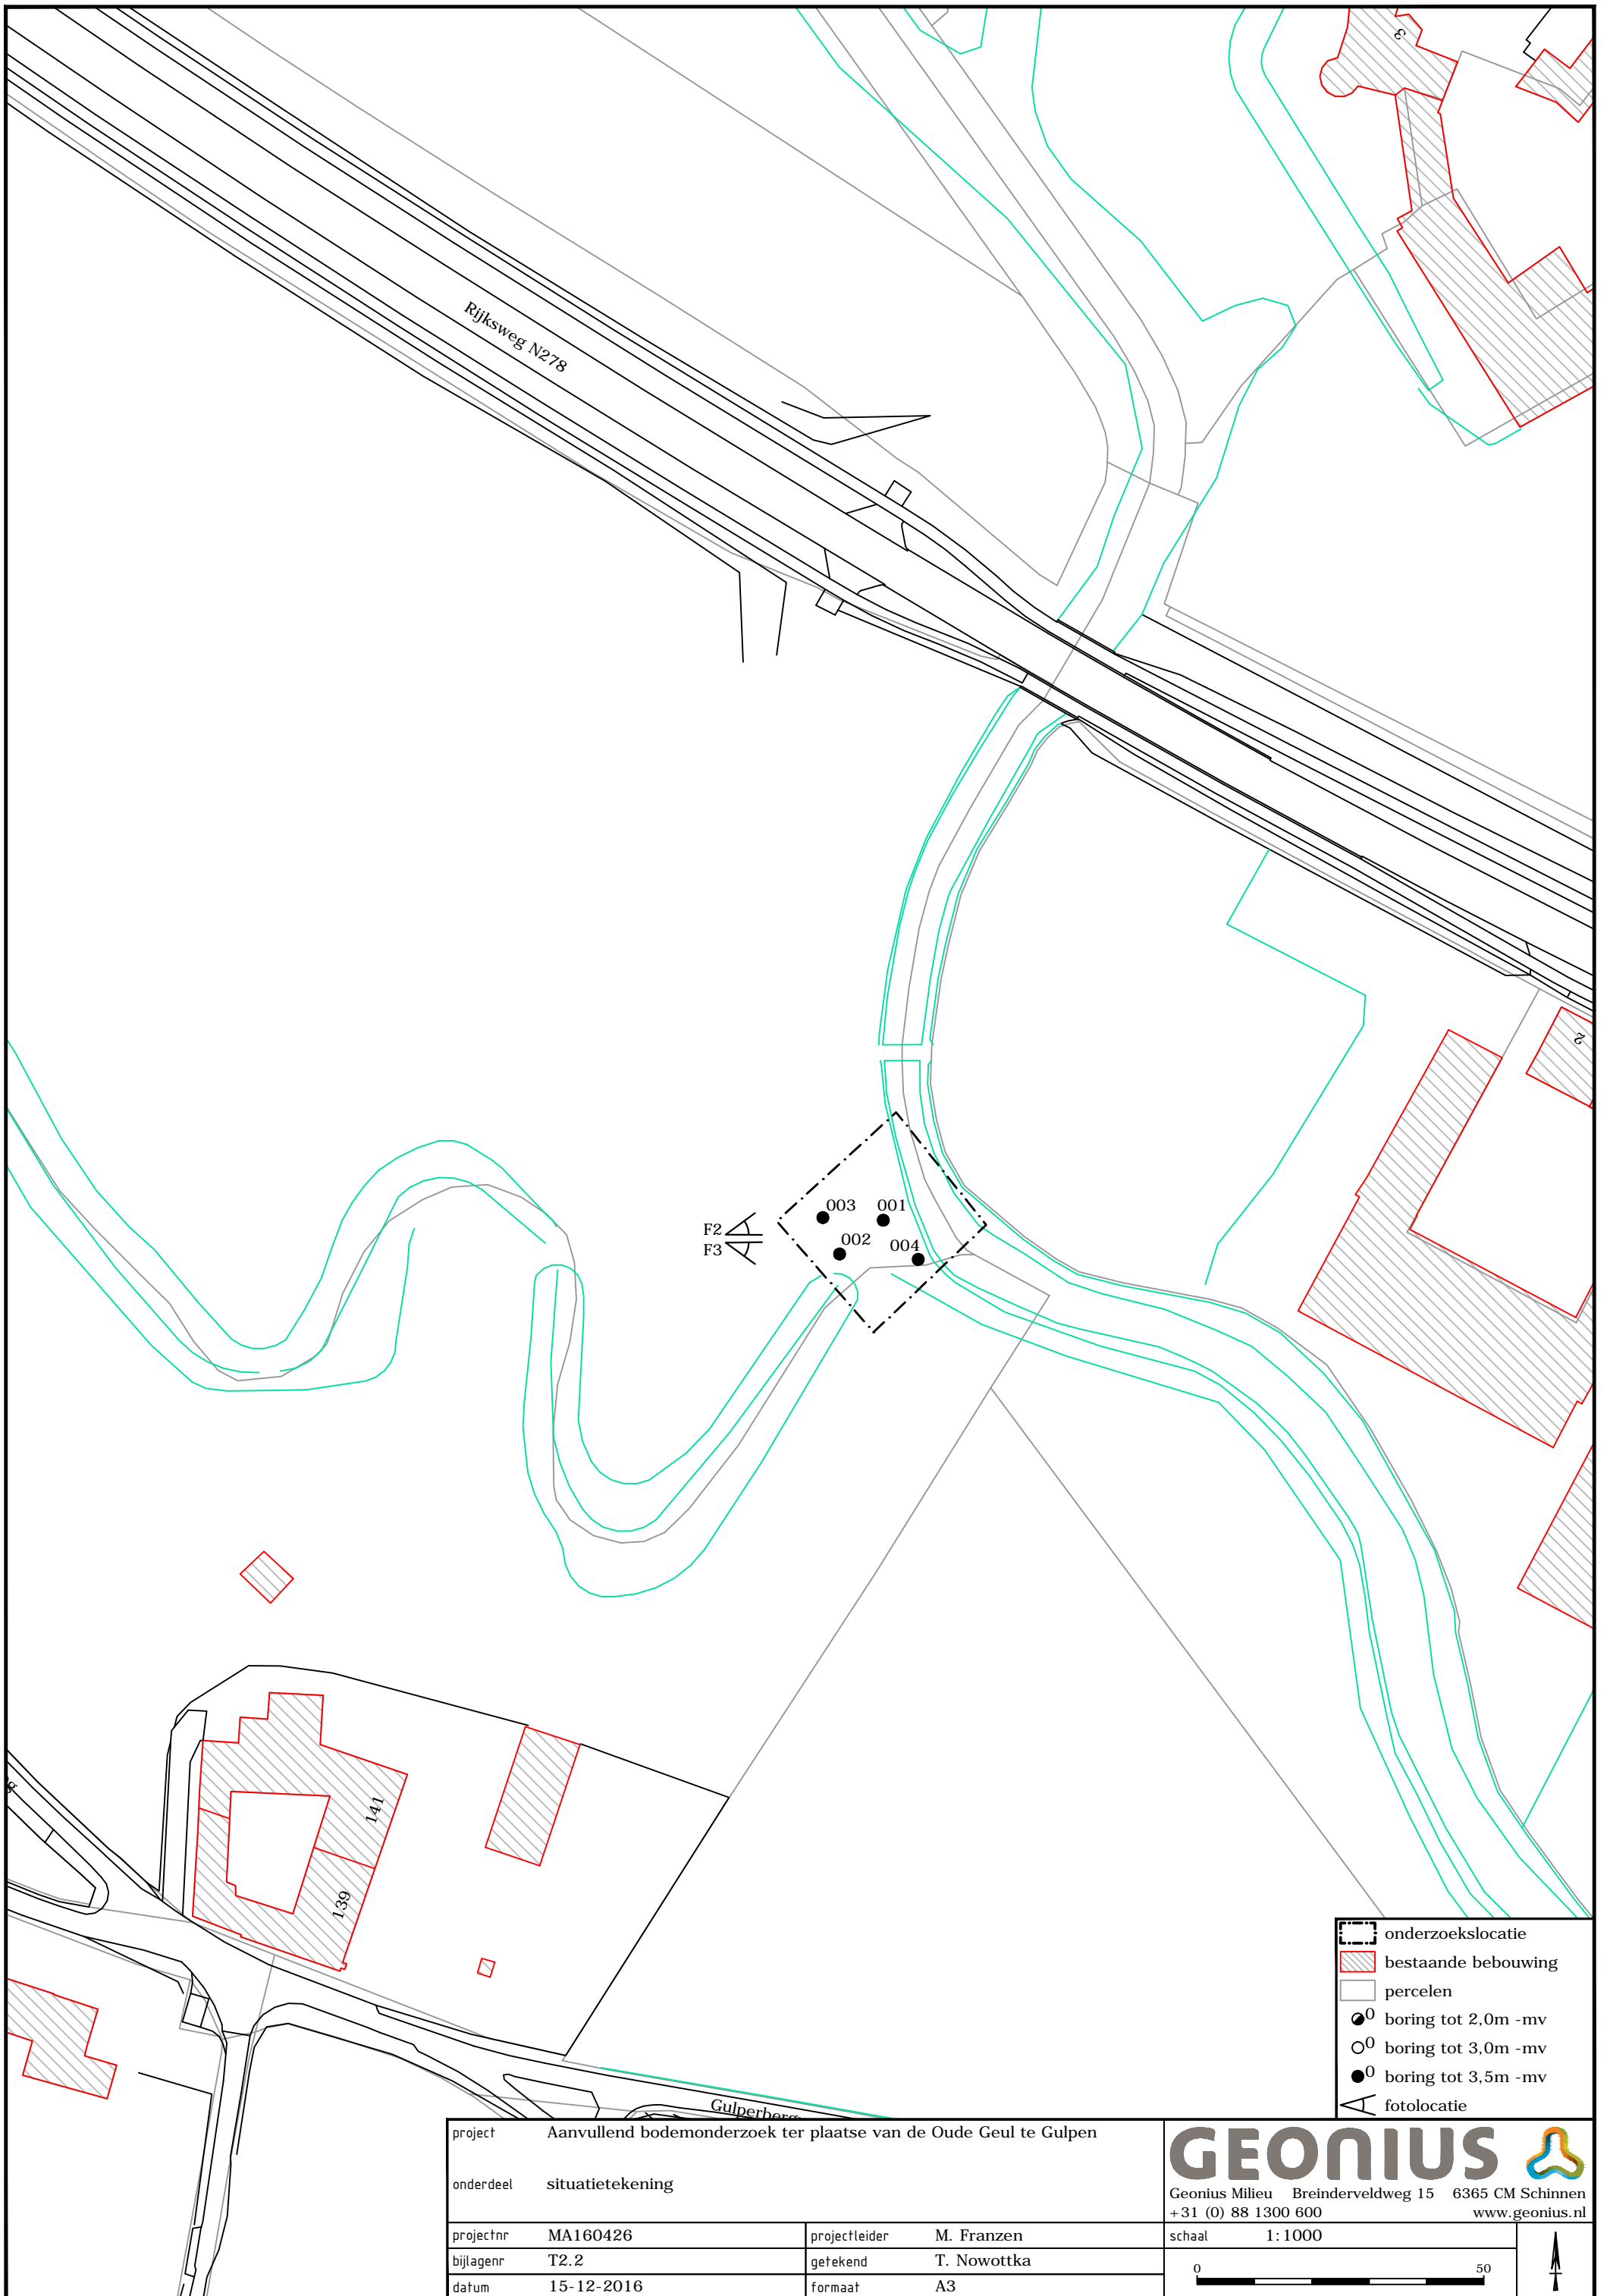 3
Rijksweg N278
2
003
001
F2
F3
002
004
141
139
onderzoekslocatie
bestaande bebouwing
percelen
0 boring tot 2,0m -mv
0 boring tot 3,0m -mv
0 boring tot 3,5m -mv
fotolocatie
Gulperberg
project Aanvullend bodemonderzoek ter plaatse van de Oude Geul te Gulpen
onderdeel situatietekening
GEONIUS
Geonius Milieu Breinderveldweg 15 6365 CM Schinnen
+31 (0) 88 1300 600 www.geonius.nl
projectnr MA160426 projectleider M. Franzen schaal 1:1000
bijlagenr T2.2 getekend T. Nowottka
0 50
datum 15-12-2016 formaat A3